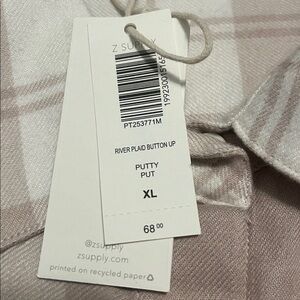 Z SUPPLY
PT253771M
RIVER PLAID BUTTON UP
PUTTY
PUT
XL
68 00
@zsupply
zsupply.com
printed on recycled paper